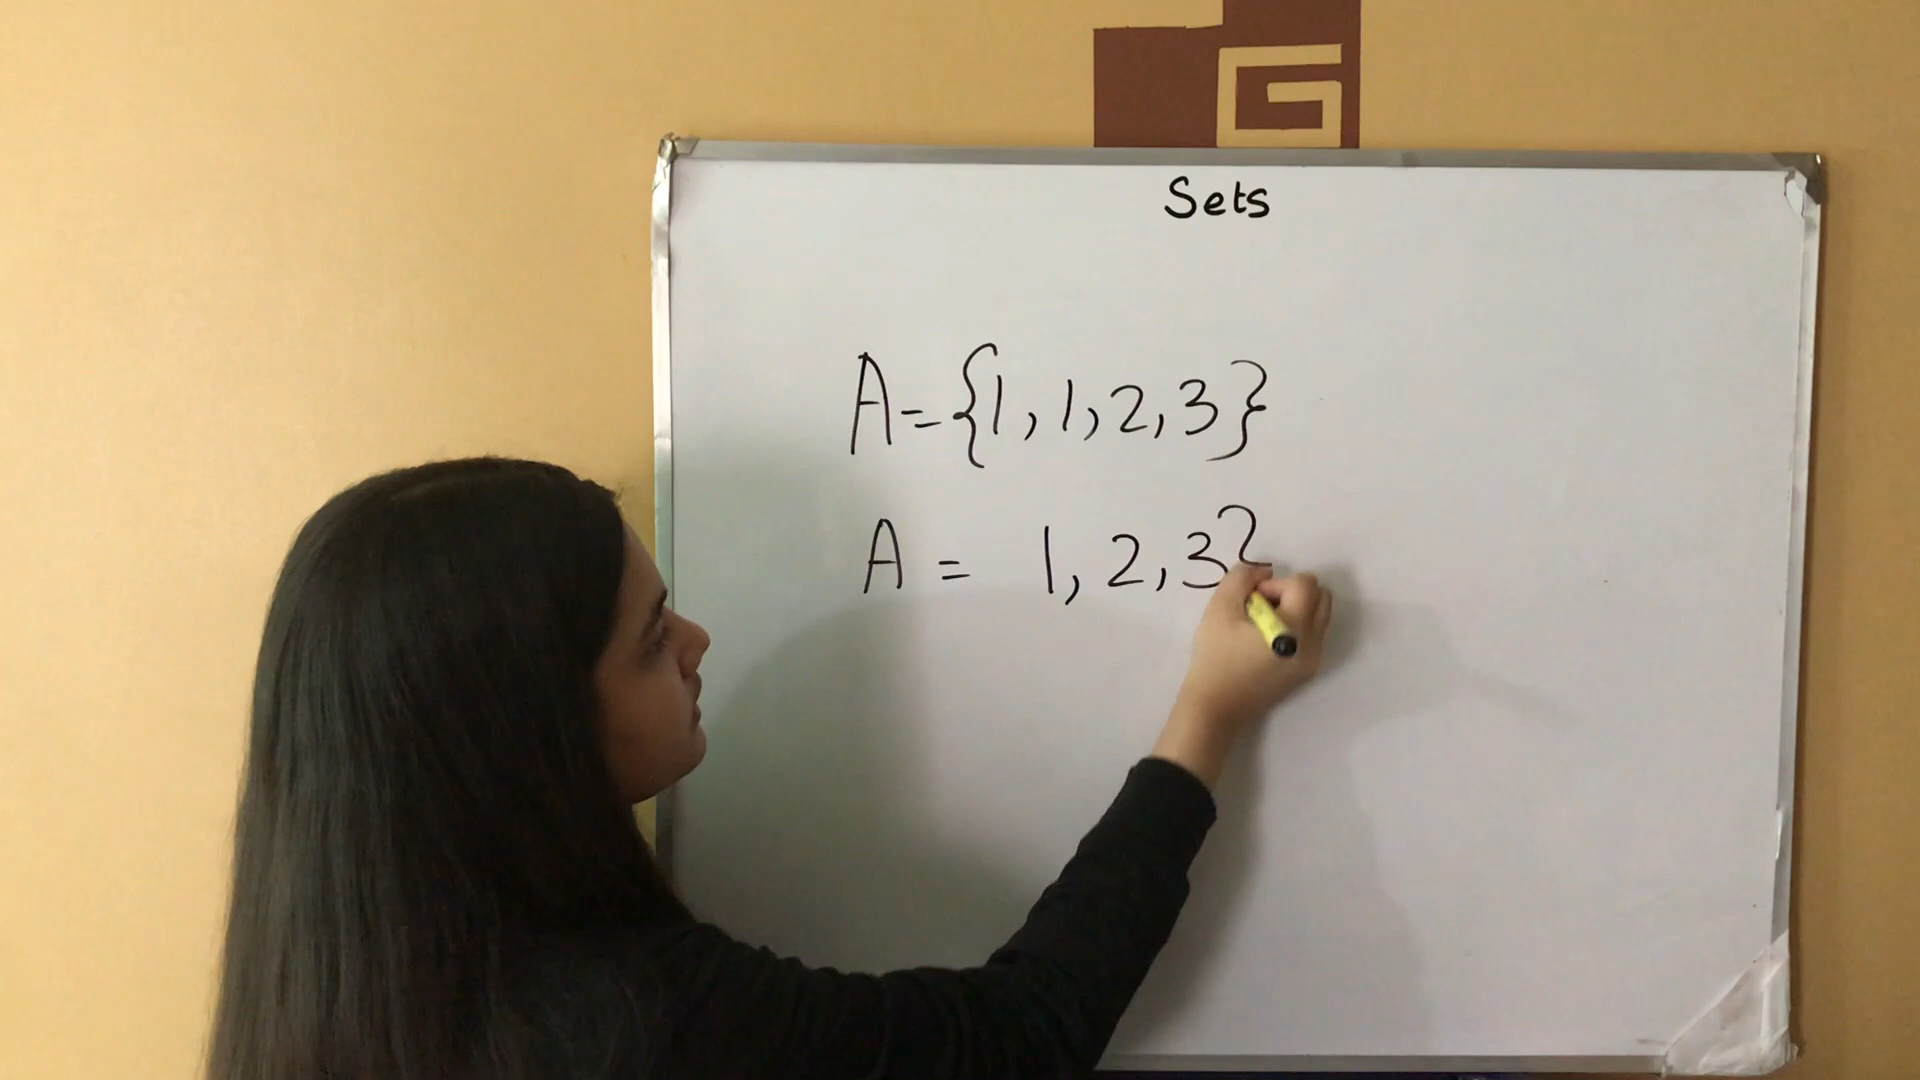 Sets
A={1,1,2,3}
A = 1,2,3}